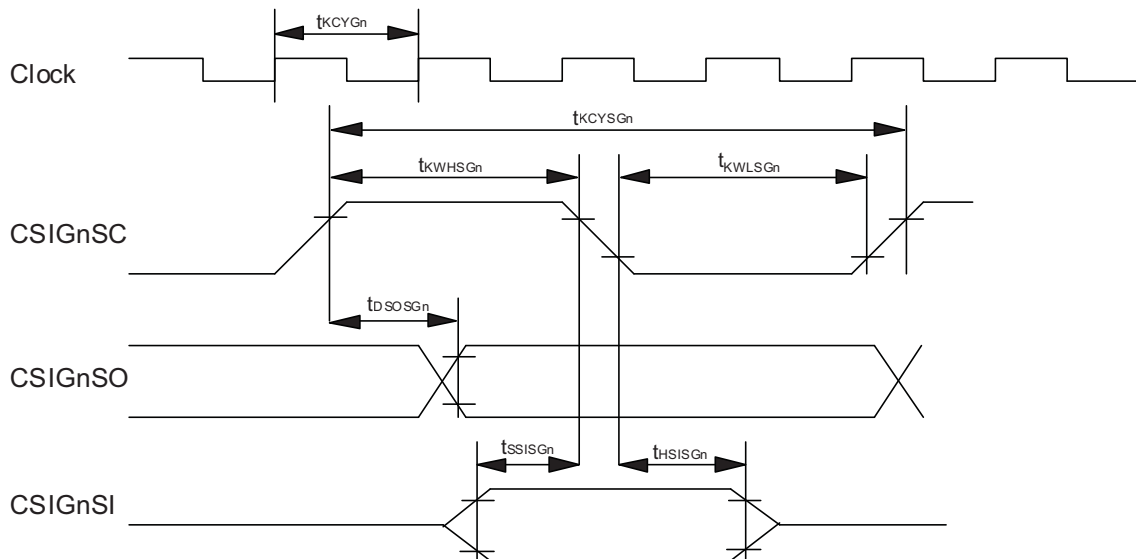 tKCYGn
Clock
tKCYSGn
tKWHSGn
tKWLSGn
CSIGnSC
tDSOSGn
CSIGnSO
tSSISGn
tHSISGn
CSIGnSI